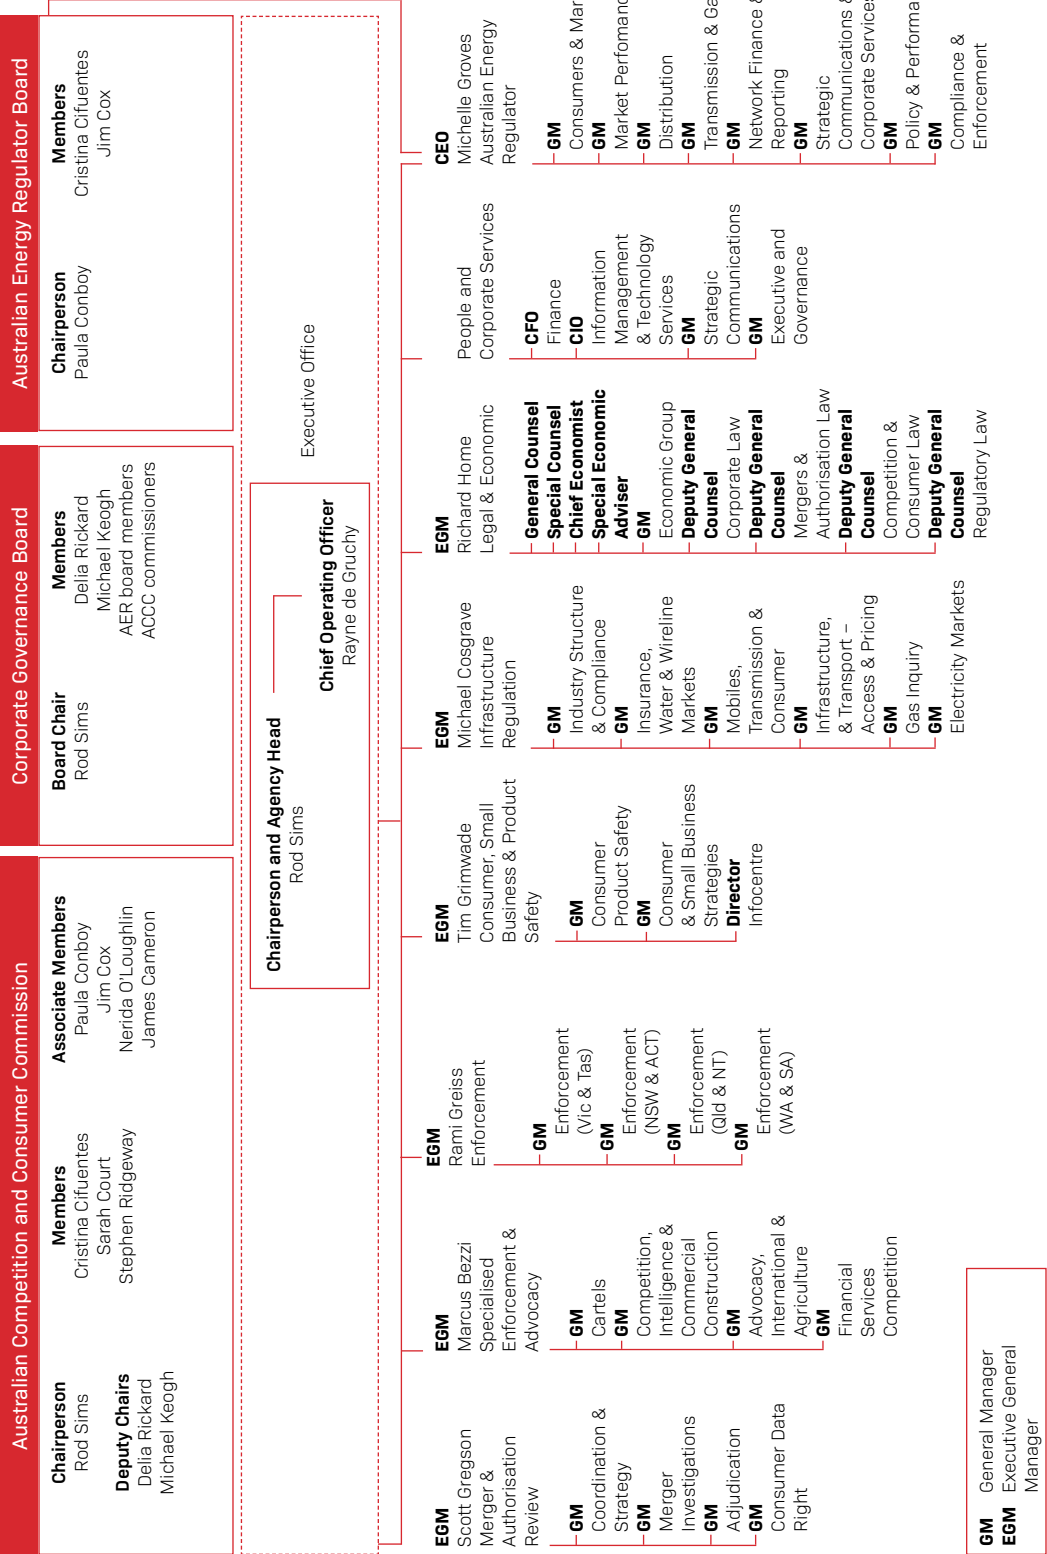 Australian Competition and Consumer Commission
Chairperson
Rod Sims
Deputy Chairs
Delia Rickard
Michael Keogh
Members
Cristina Cifuentes
Sarah Court
Stephen Ridgeway
Associate Members
Paula Conboy
Jim Cox
Nerida O'Loughlin
James Cameron
Corporate Governance Board
Board Chair
Rod Sims
Members
Delia Rickard
Michael Keogh
AER board members
ACCC commissioners
Australian Energy Regulator Board
Chairperson
Paula Conboy
Members
Cristina Cifuentes
Jim Cox
Chairperson and Agency Head
Rod Sims
Chief Operating Officer
Rayne de Gruchy
Executive Office
EGM
Scott Gregson
Merger &
Authorisation
Review
GM
Coordination &
Strategy
GM
Merger
Investigations
GM
Adjudication
GM
Consumer Data
Right
EGM
Marcus Bezzi
Specialised
Enforcement &
Advocacy
GM
Cartels
GM
Competition,
Intelligence &
Commercial
Construction
GM
Advocacy,
International &
Agriculture
GM
Financial
Services
Competition
EGM
Rami Greiss
Enforcement
GM
Enforcement
(Vic & Tas)
GM
Enforcement
(NSW & ACT)
GM
Enforcement
(Qld & NT)
GM
Enforcement
(WA & SA)
EGM
Tim Grimwade
Consumer, Small
Business & Product
Safety
GM
Consumer
Product Safety
GM
Consumer
& Small Business
Strategies
Director
Infocentre
EGM
Michael Cosgrave
Infrastructure
Regulation
GM
Industry Structure
& Compliance
GM
Insurance,
Water & Wireline
Markets
GM
Mobiles,
Transmission &
Consumer
GM
Infrastructure,
& Transport –
Access & Pricing
GM
Gas Inquiry
GM
Electricity Markets
EGM
Richard Home
Legal & Economic
General Counsel
Special Counsel
Chief Economist
Special Economic
Adviser
GM
Economic Group
Deputy General
Counsel
Corporate Law
Deputy General
Counsel
Mergers &
Authorisation Law
Deputy General
Counsel
Competition &
Consumer Law
Deputy General
Counsel
Regulatory Law
People and
Corporate Services
CFO
Finance
CIO
Information
Management
& Technology
Services
GM
Strategic
Communications
GM
Executive and
Governance
CEO
Michelle Groves
Australian Energy
Regulator
GM
Consumers &
GM
Market
GM
Distribution
GM
Transmission &
GM
Network Finance &
Reporting
GM
Strategic
Communications &
Corporate Services
GM
Policy &
GM
Compliance &
Enforcement
GM General Manager
EGM Executive General
Manager